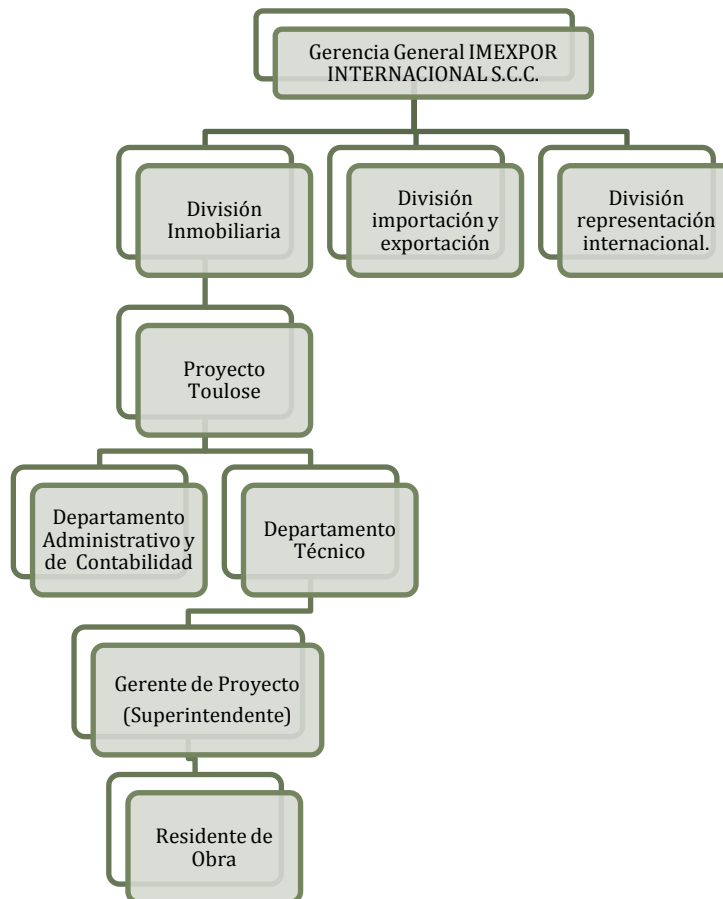 Gerencia General IMEXPOR
INTERNACIONAL S.C.C.
División
Inmobiliaria
División
importación y
exportación
División
representación
internacional.
Proyecto
Toulose
Departamento
Administrativo y
de Contabilidad
Departamento
Técnico
Gerente de Proyecto
(Superintendente)
Residente de
Obra